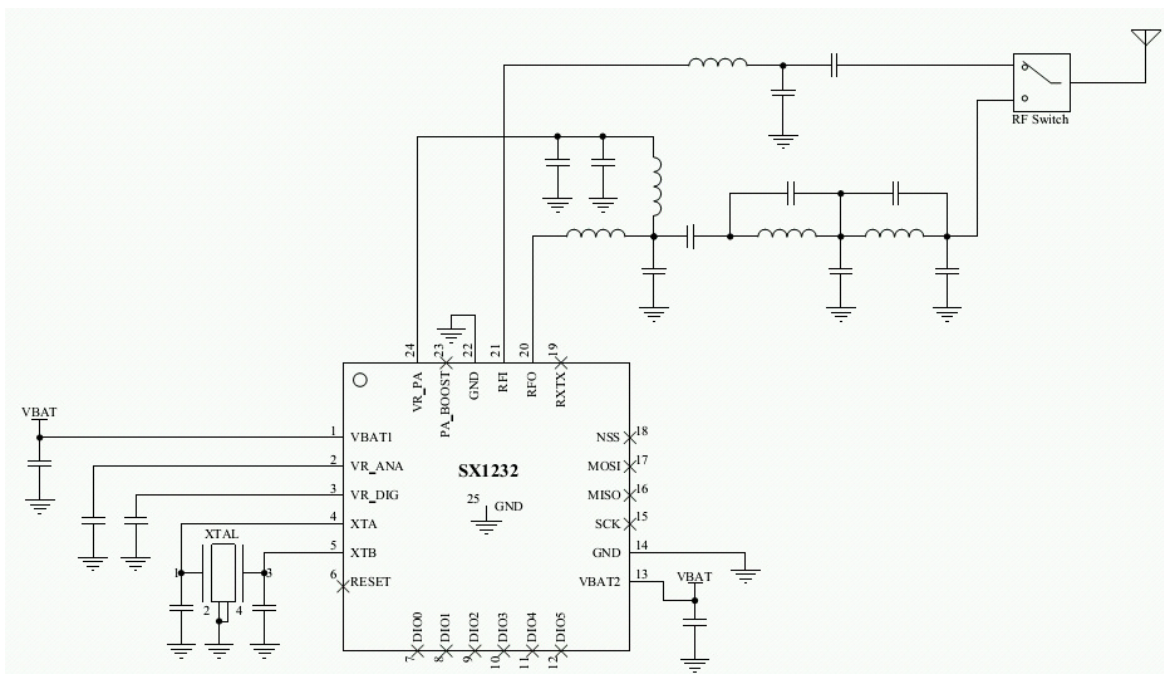 RF Switch
24
23
22
21
20
19
VR_PA
PA_BOOST
GND
RFI
RFO
RXTX
VBAT
1 VBAT1
2 VR_ANA
3 VR_DIG
4 XTA
5 XTB
6 RESET
SX1232
25 GND
NSS 18
MOSI 17
MISO 16
SCK 15
GND 14
VBAT2 13
VBAT
XTAL
1
3
2
4
DIO0
DIO1
DIO2
DIO3
DIO4
DIO5
7
8
9
10
11
12